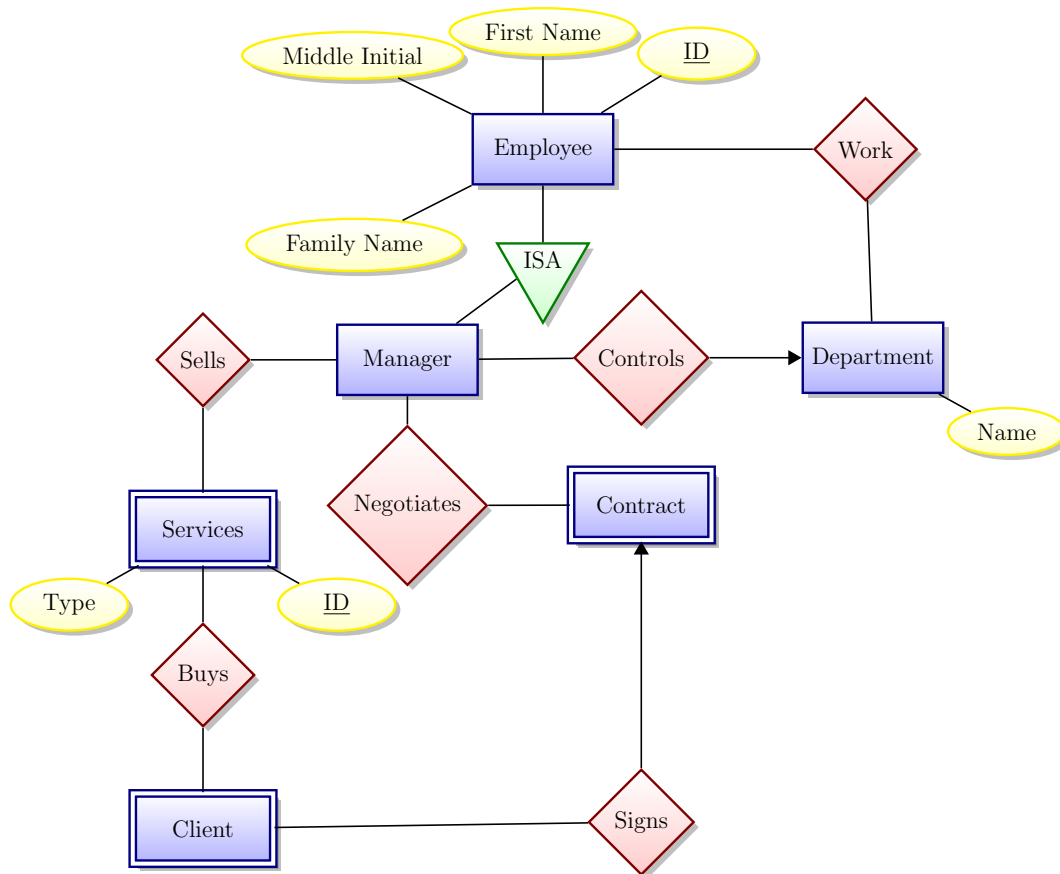 First Name
Middle Initial
ID
Employee
Work
Family Name
ISA
Sells
Manager
Controls
Department
Name
Negotiates
Contract
Services
Type
ID
Buys
Client
Signs